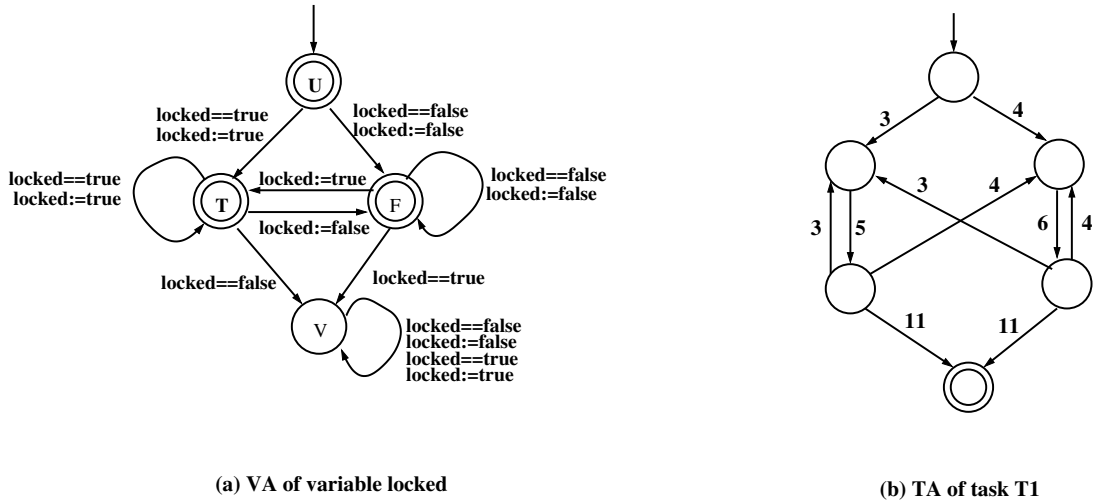 U
locked==true
locked:=true
locked==false
locked:=false
locked==true
locked:=true
T
locked:=true
locked:=false
F
locked==false
locked:=false
locked==false
locked==true
V
locked==false
locked:=false
locked==true
locked:=true
(a) VA of variable locked
3
4
3
4
3
5
6
4
11
11
(b) TA of task T1